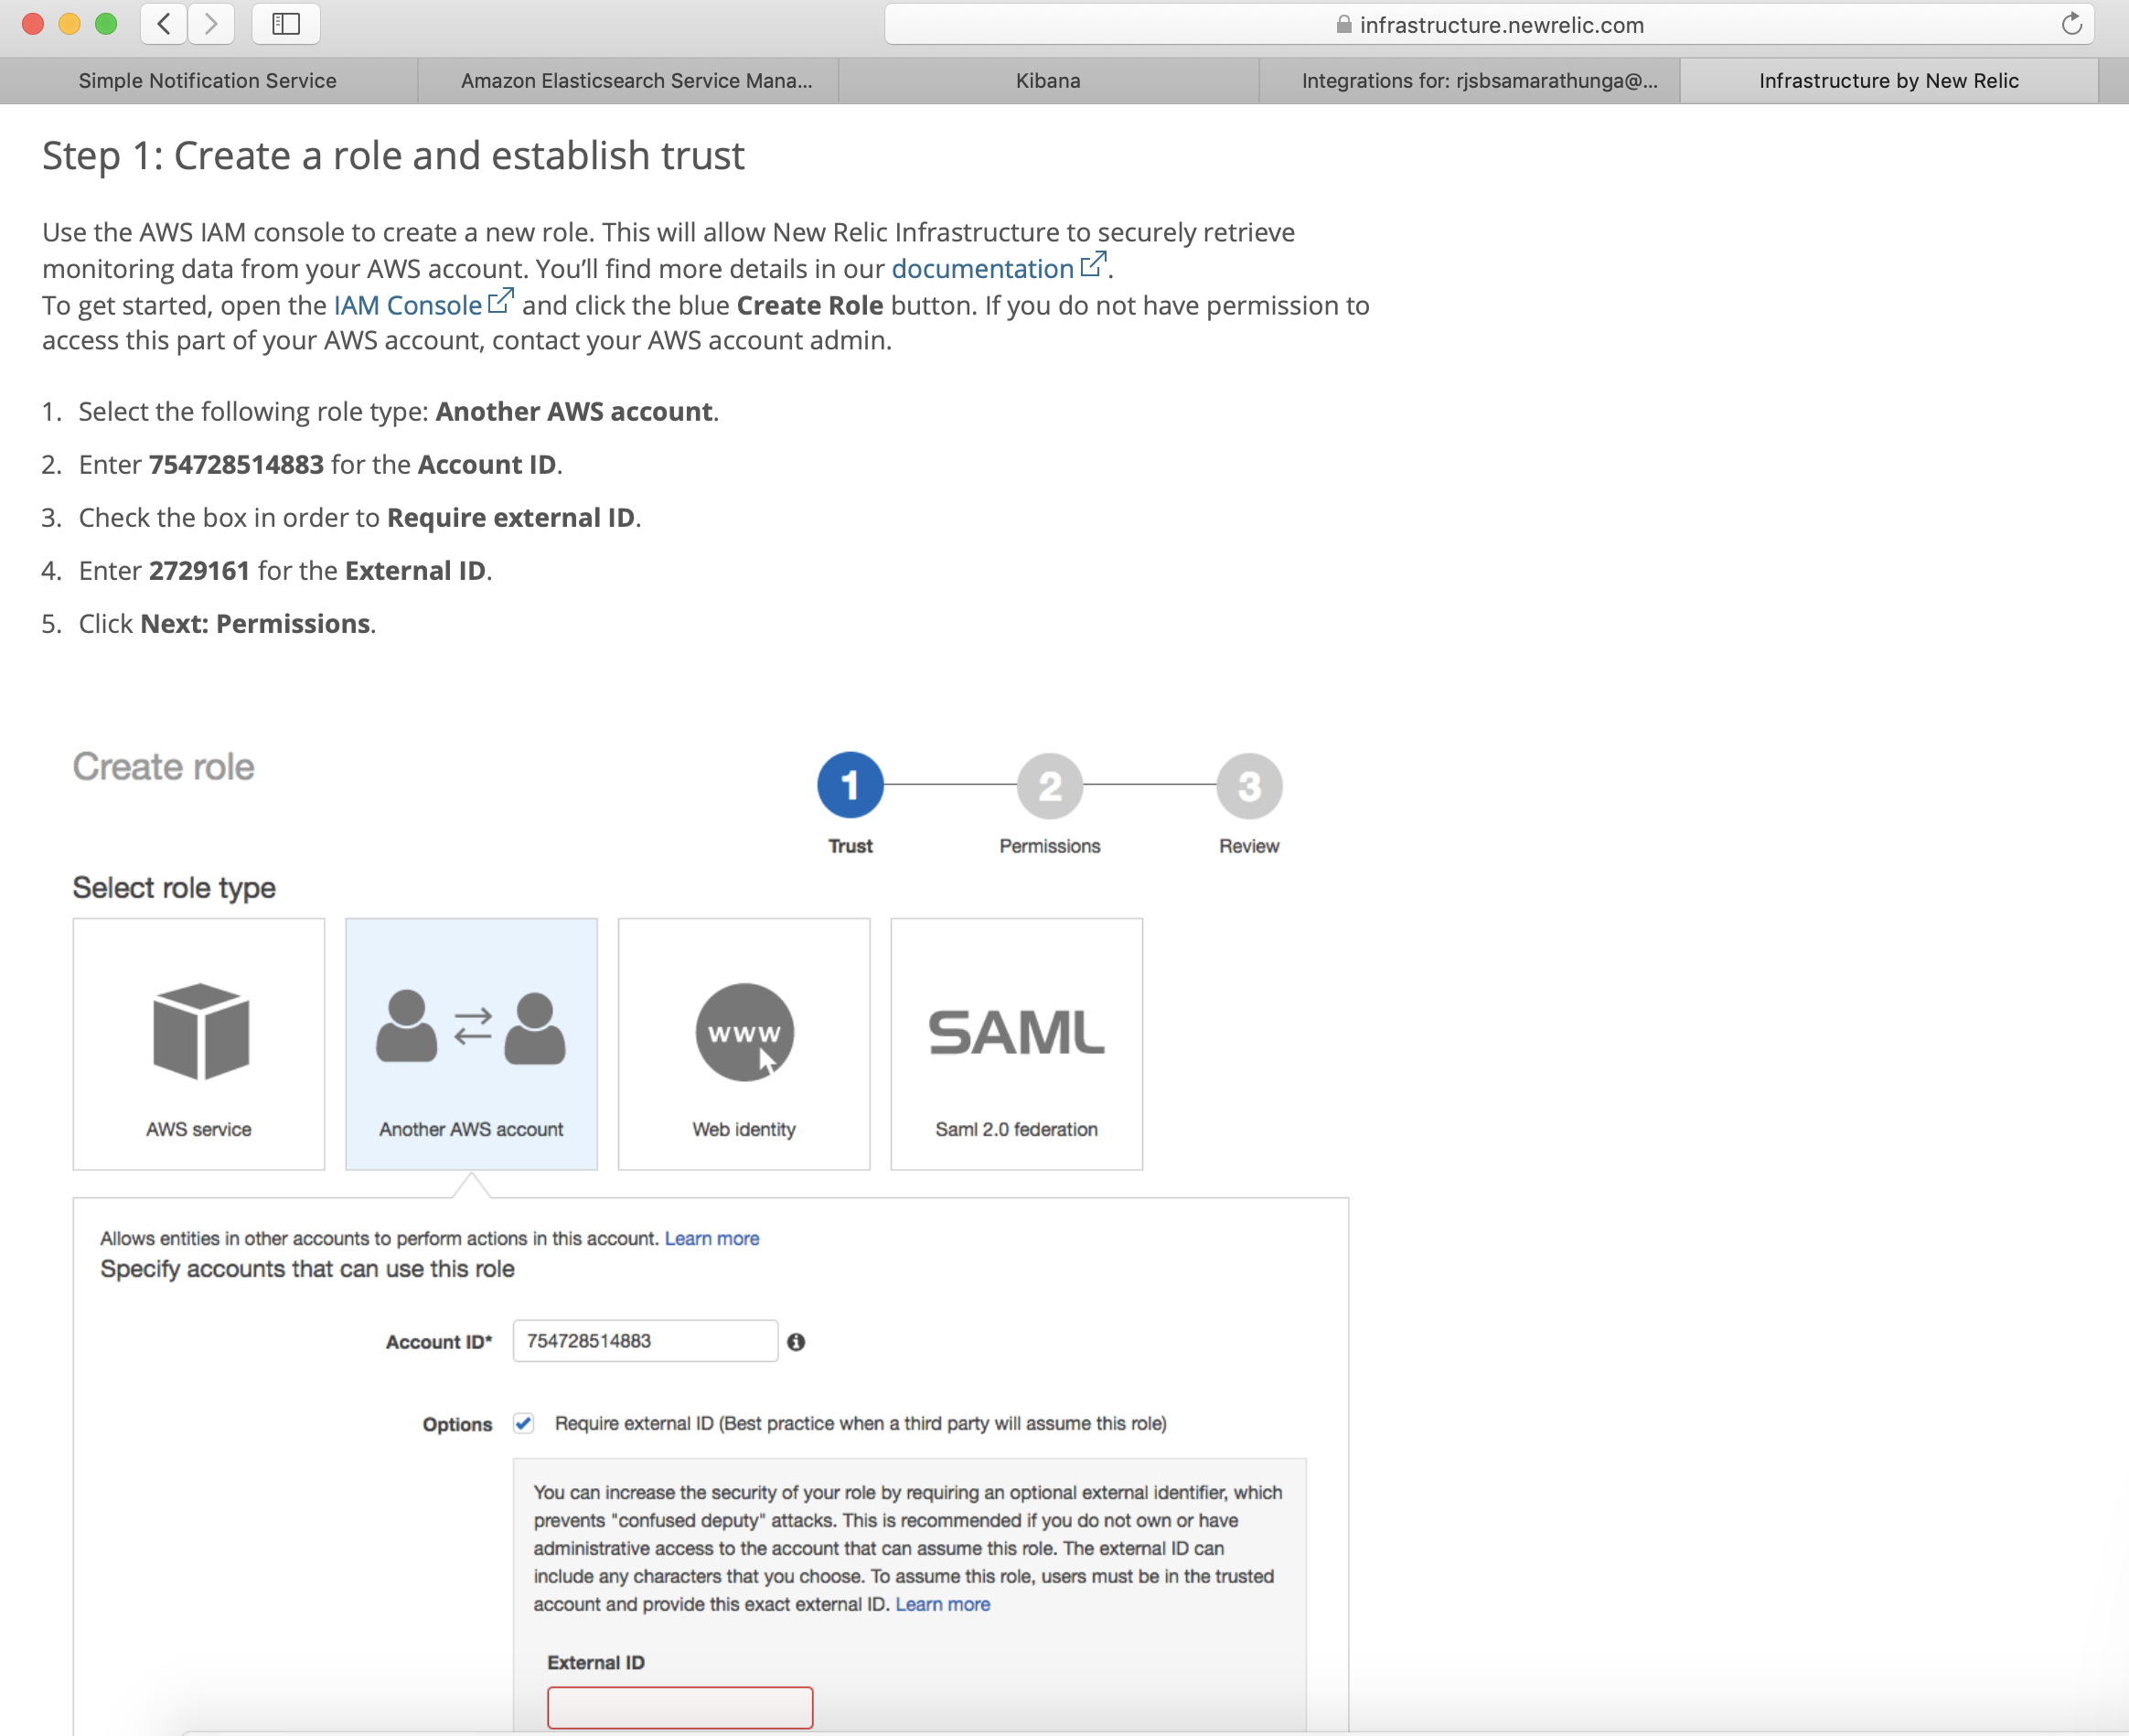 infrastructure.newrelic.com
Simple Notification Service
Amazon Elasticsearch Service Mana...
Kibana
Integrations for: rjsbsamarathunga@...
Infrastructure by New Relic
Step 1: Create a role and establish trust
Use the AWS IAM console to create a new role. This will allow New Relic Infrastructure to securely retrieve
monitoring data from your AWS account. You’ll find more details in our documentation.
To get started, open the IAM Console and click the blue Create Role button. If you do not have permission to
access this part of your AWS account, contact your AWS account admin.
1. Select the following role type: Another AWS account.
2. Enter 754728514883 for the Account ID.
3. Check the box in order to Require external ID.
4. Enter 2729161 for the External ID.
5. Click Next: Permissions.
Create role
1
2
3
Trust
Permissions
Review
Select role type
www
SAML
AWS service
Another AWS account
Web identity
Saml 2.0 federation
Allows entities in other accounts to perform actions in this account. Learn more
Specify accounts that can use this role
Account ID* 754728514883
Options Require external ID (Best practice when a third party will assume this role)
You can increase the security of your role by requiring an optional external identifier, which
prevents "confused deputy" attacks. This is recommended if you do not own or have
administrative access to the account that can assume this role. The external ID can
include any characters that you choose. To assume this role, users must be in the trusted
account and provide this exact external ID. Learn more
External ID